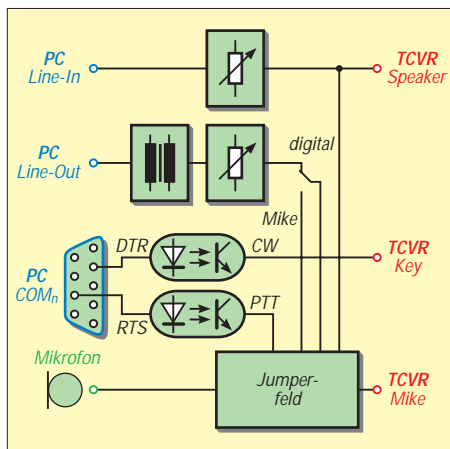 PC
Line-In
TCVR
Speaker
digital
PC
Line-Out
Mike
DTR
CW
TCVR
Key
PC
COMn
RTS
PTT
Mikrofon
Jumper-
feld
TCVR
Mike